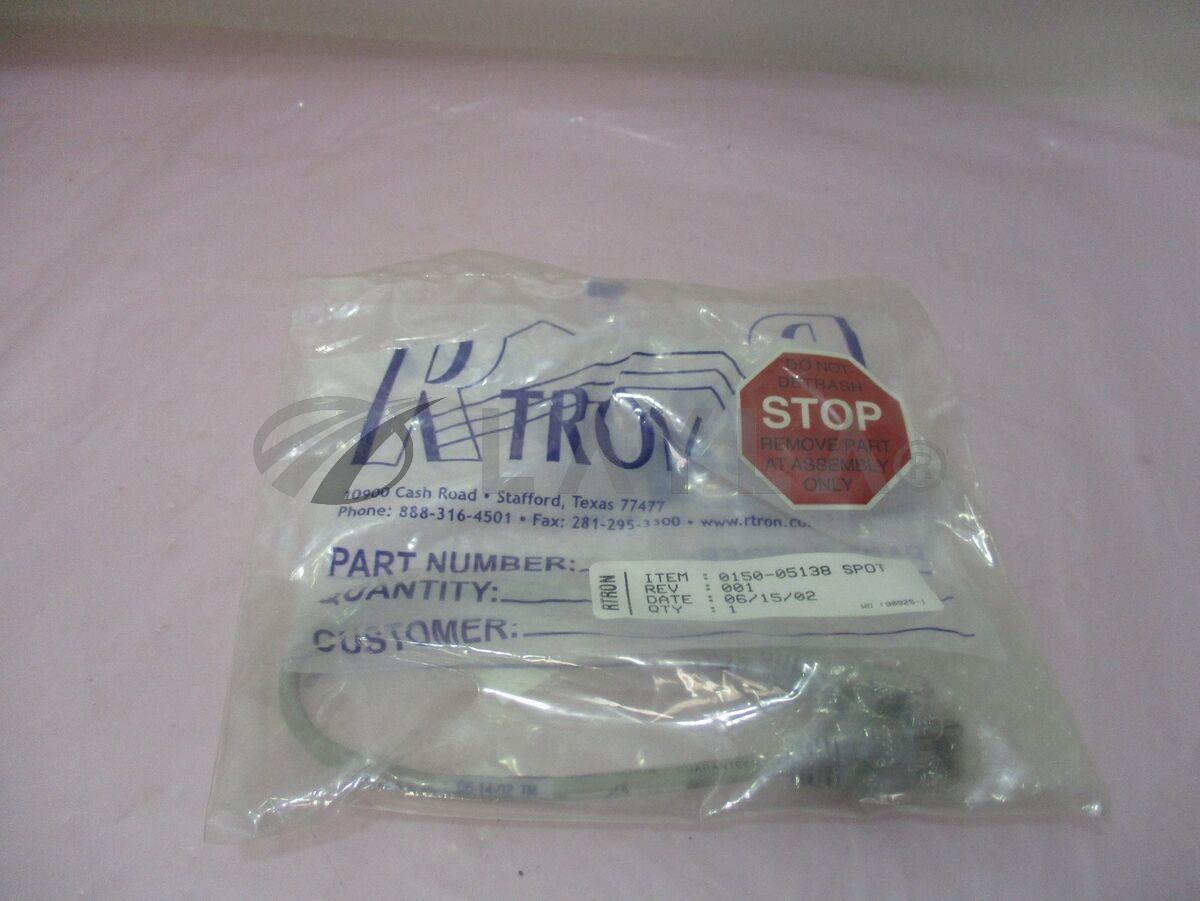 RTRON
DO NOT
DETRASH
STOP
REMOVE PART
AT ASSEMBLY
ONLY
10900 Cash Road • Stafford, Texas 77477
Phone: 888-316-4501 • Fax: 281-295-3300 • www.rtron.co
PART NUMBER:
QUANTITY:
CUSTOMER:
RTRON
ITEM : 0150-05138 SPOT
REV : 001
DATE : 06/15/02
QTY : 1
05-14-02 TM